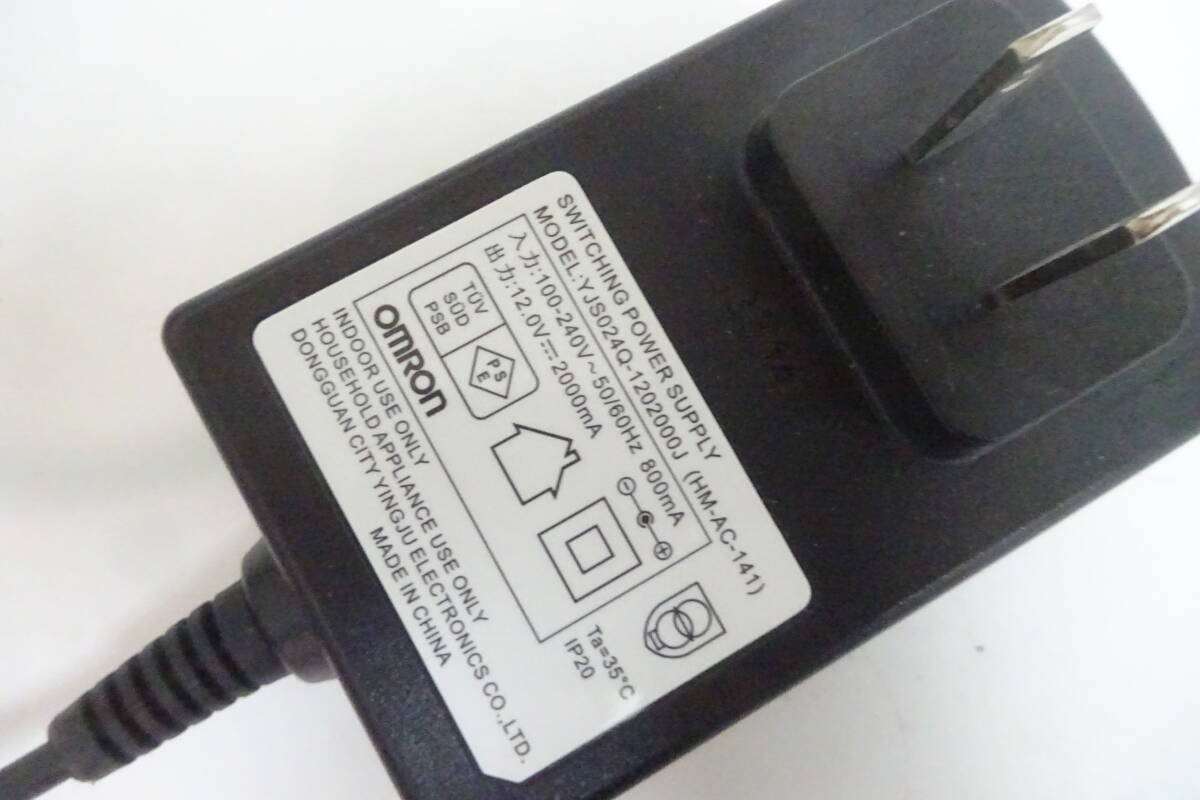 SWITCHING POWER SUPPLY
MODEL:YJS024Q-1202000J (HM-AC-141)
入力:100-240V~50/60Hz 800mA
出力:12.0V⎓2000mA
TÜV
SÜD
PSB
PS
E
Ta=35°C
IP20
OMRON
INDOOR USE ONLY
HOUSEHOLD APPLIANCE USE ONLY
DONGGUAN CITY YINGJU ELECTRONICS CO.,LTD.
MADE IN CHINA